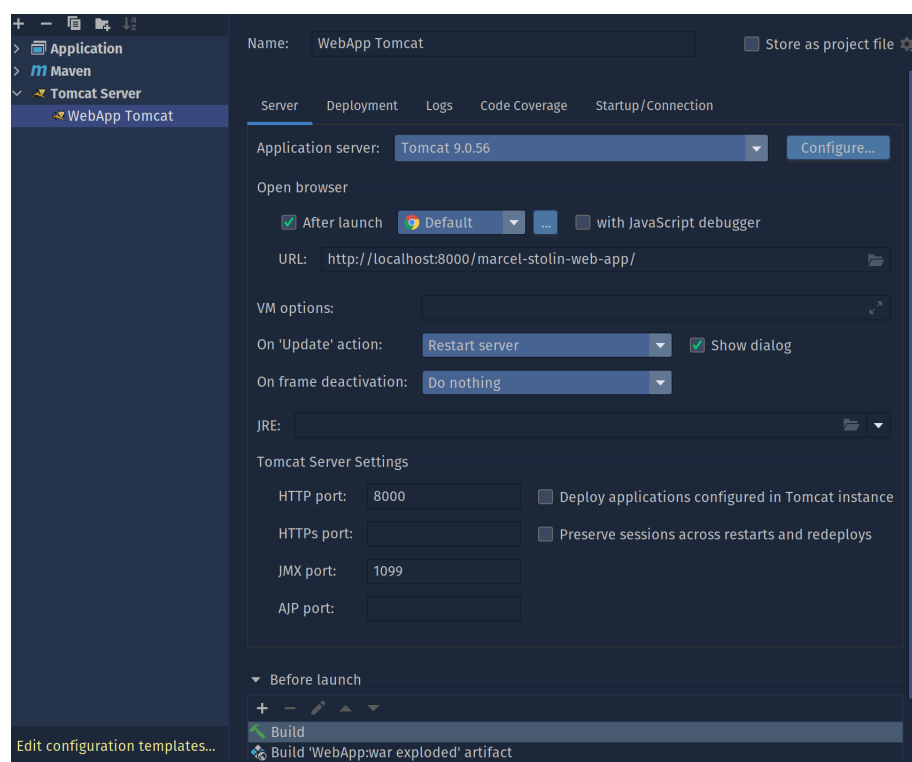 Name: WebApp Tomcat Store as project file
Application
Maven
Tomcat Server
WebApp Tomcat
Server Deployment Logs Code Coverage Startup/Connection
Application server: Tomcat 9.0.56 Configure...
Open browser
After launch Default ... with JavaScript debugger
URL: http://localhost:8000/marcel-stolin-web-app/
VM options:
On 'Update' action: Restart server Show dialog
On frame deactivation: Do nothing
JRE:
Tomcat Server Settings
HTTP port: 8000 Deploy applications configured in Tomcat instance
HTTPs port: Preserve sessions across restarts and redeploys
JMX port: 1099
AJP port:
Before launch
Build
Build 'WebApp:war exploded' artifact
Edit configuration templates...